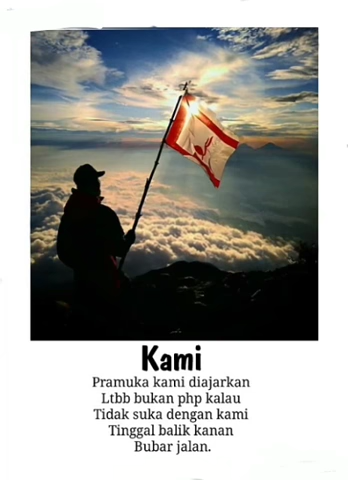 Kami
Pramuka kami diajarkan
Ltbb bukan php kalau
Tidak suka dengan kami
Tinggal balik kanan
Bubar jalan.